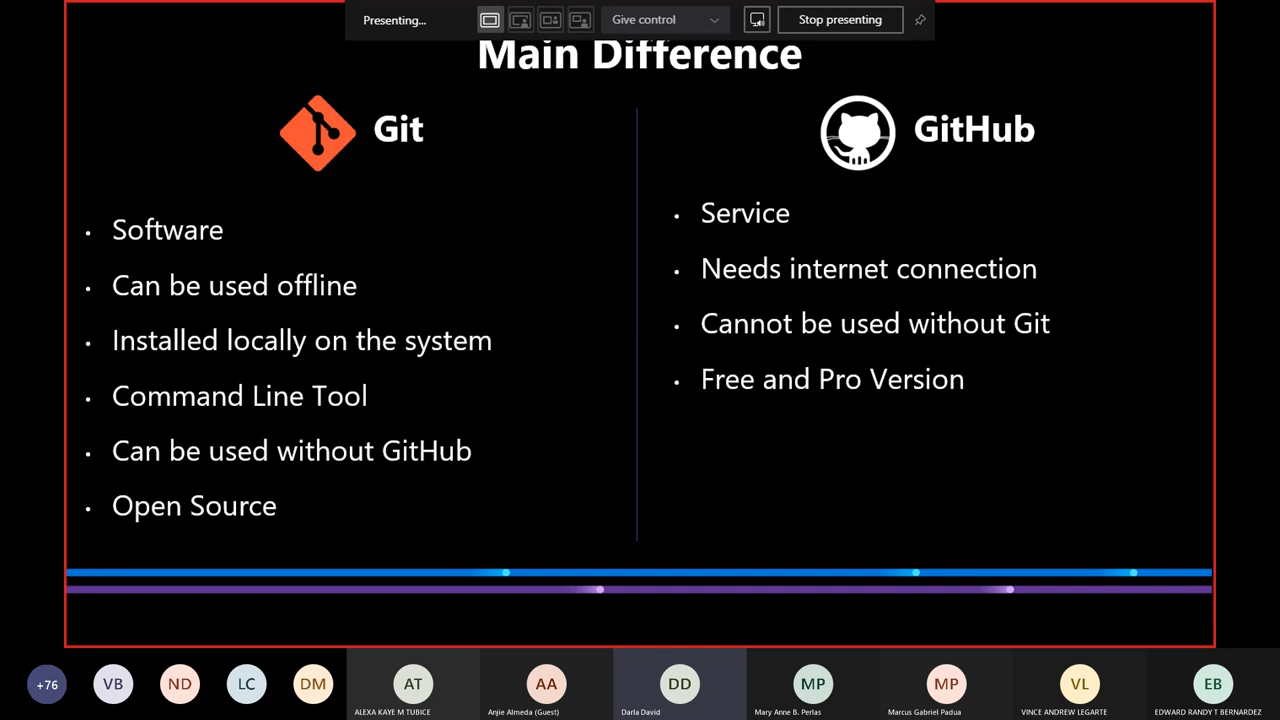 Presenting...
Give control
Stop presenting
Main Difference
Git
Software
Can be used offline
Installed locally on the system
Command Line Tool
Can be used without GitHub
Open Source
GitHub
Service
Needs internet connection
Cannot be used without Git
Free and Pro Version
+76
VB
ND
LC
DM
AT
ALEXA KAYE M TUBICE
AA
Anjie Almeda (Guest)
DD
Darla David
MP
Mary Anne B. Perlas
MP
Marcus Gabriel Padua
VL
VINCE ANDREW LEGARTE
EB
EDWARD RANDY T BERNARDEZ